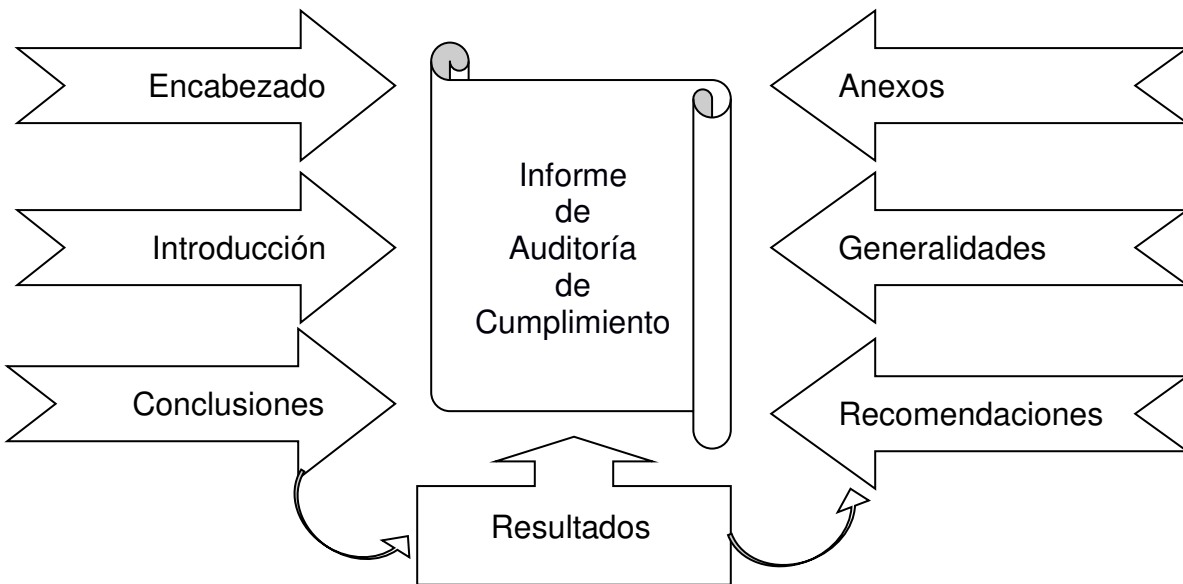 Encabezado
Introducción
Conclusiones
Informe
de
Auditoría
de
Cumplimiento
Anexos
Generalidades
Recomendaciones
Resultados